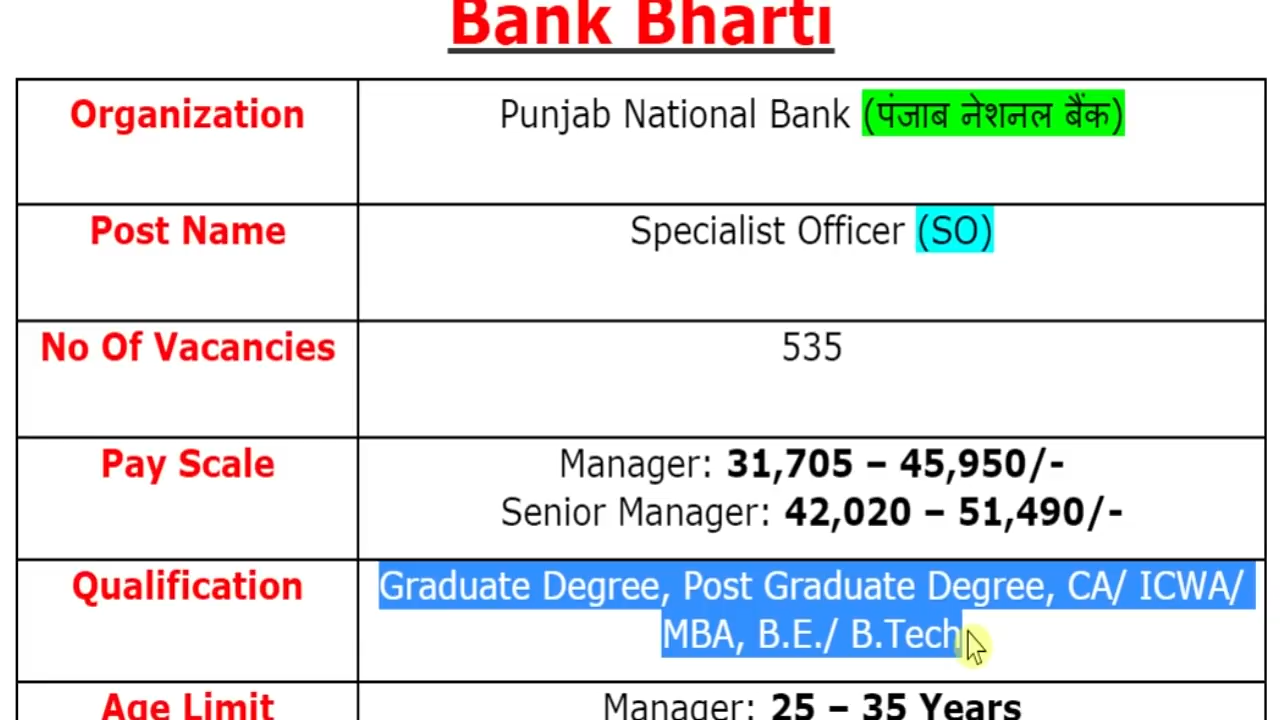 Bank Bharti
Organization
Punjab National Bank (पंजाब नेशनल बैंक)
Post Name
Specialist Officer (SO)
No Of Vacancies
535
Pay Scale
Manager: 31,705 – 45,950/-
Senior Manager: 42,020 – 51,490/-
Qualification
Graduate Degree, Post Graduate Degree, CA/ ICWA/
MBA, B.E./ B.Tech
Age Limit
Manager: 25 – 35 Years